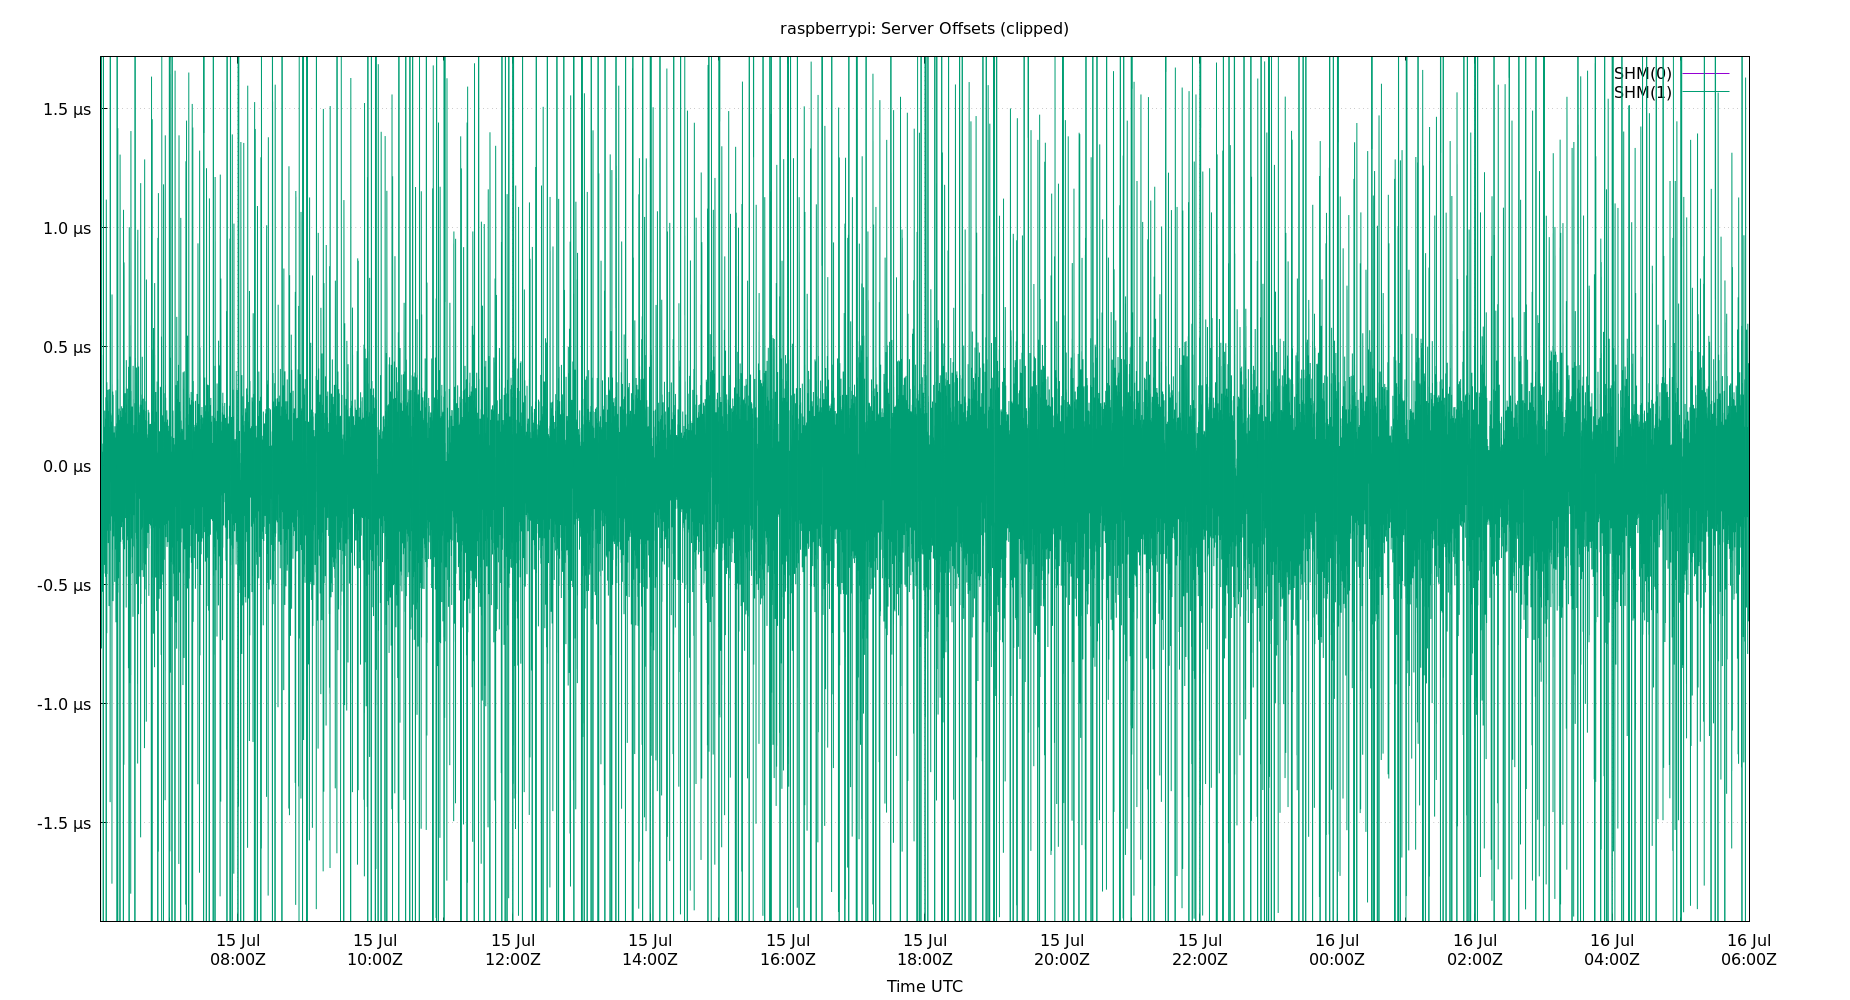 raspberrypi: Server Offsets (clipped)
SHM(0)
SHM(1)
1.5 µs
1.0 µs
0.5 µs
0.0 µs
-0.5 µs
-1.0 µs
-1.5 µs
15 Jul 15 Jul 15 Jul 15 Jul 15 Jul 15 Jul 15 Jul 15 Jul 16 Jul 16 Jul 16 Jul 16 Jul
08:00Z 10:00Z 12:00Z 14:00Z 16:00Z 18:00Z 20:00Z 22:00Z 00:00Z 02:00Z 04:00Z 06:00Z
Time UTC